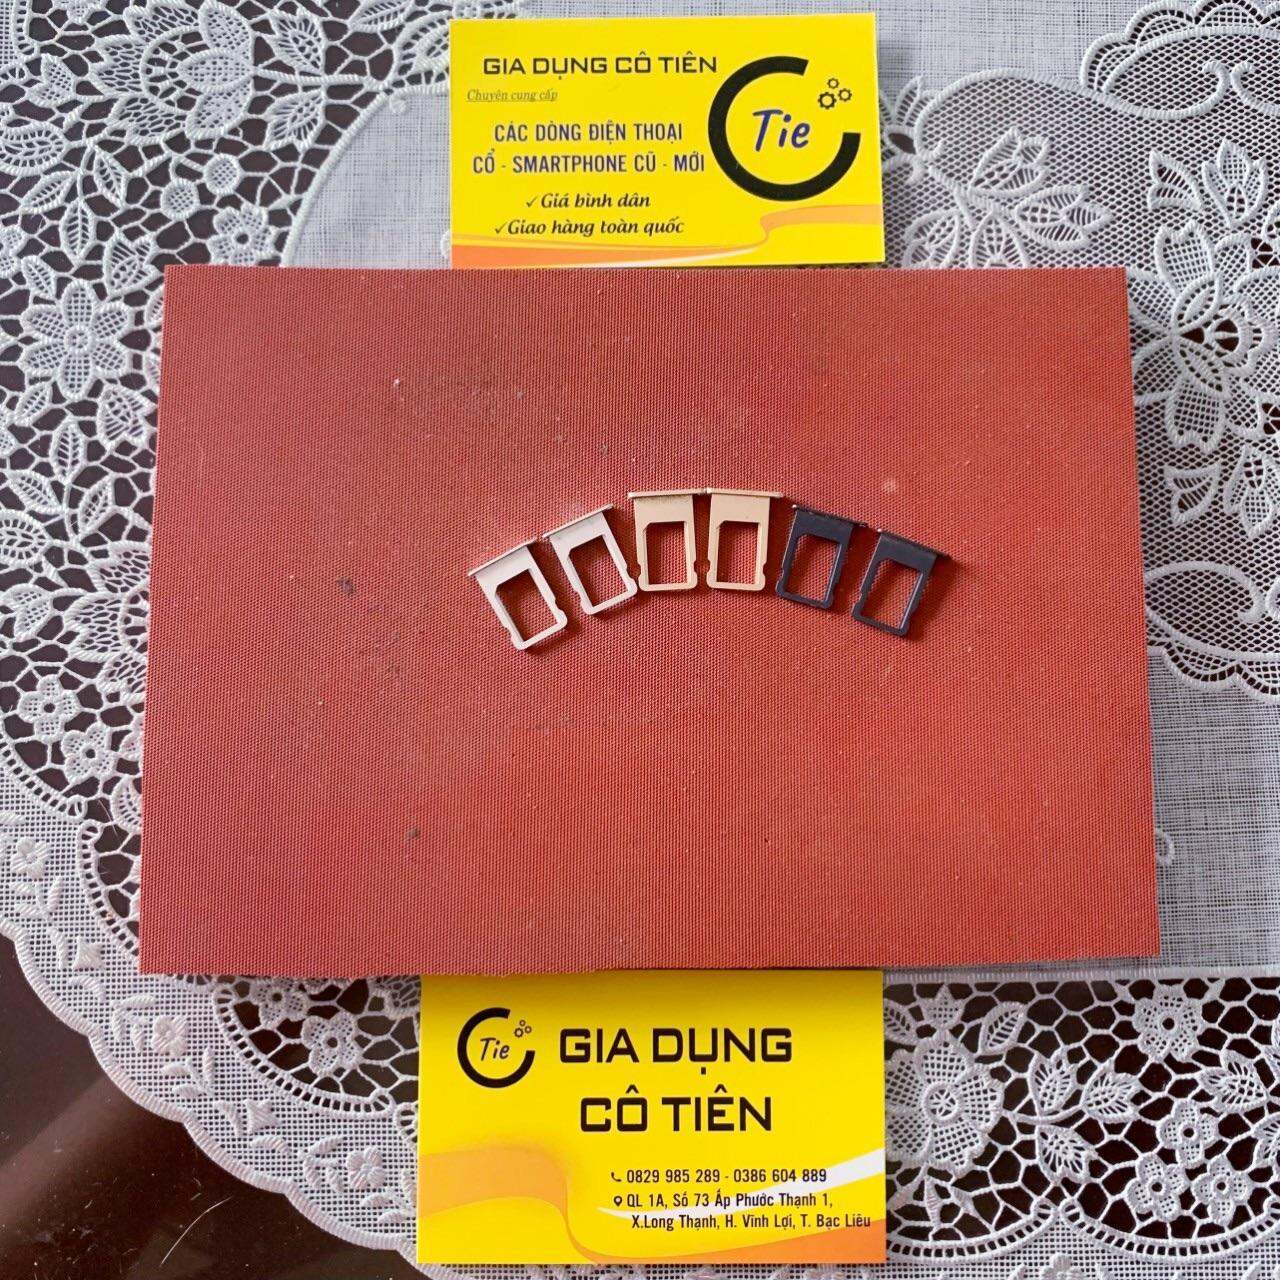 GIA DỤNG CÔ TIÊN
Chuyên cung cấp
CÁC DÒNG ĐIỆN THOẠI
CỔ - SMARTPHONE CŨ - MỚI
✓Giá bình dân
✓Giao hàng toàn quốc
Tie
Tie
GIA DỤNG
CÔ TIÊN
0829 985 289 - 0386 604 889
QL 1A, Số 73 Ấp Phước Thạnh 1,
X.Long Thạnh, H. Vĩnh Lợi, T. Bạc Liêu